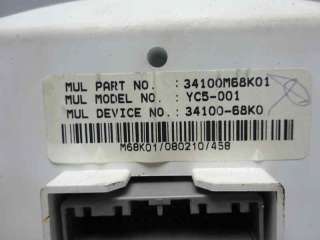 MUL PART NO. : 34100M68K01
MUL MODEL NO. : YC5-001
MUL DEVICE NO. : 34100-68K0
M68K01/080210/458